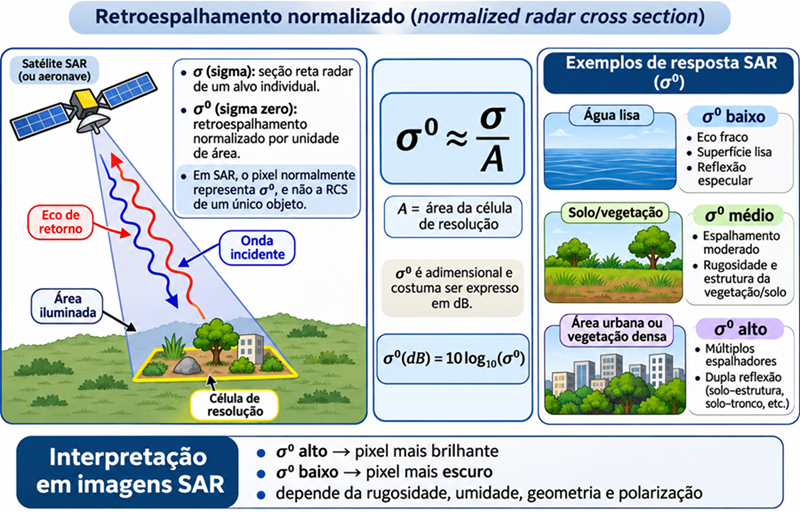 Retroespalhamento normalizado (normalized radar cross section)
Satélite SAR
(ou aeronave)
• σ (sigma): seção reta radar
de um alvo individual.
• σ⁰ (sigma zero):
retroespalhamento
normalizado por unidade
de área.
• Em SAR, o pixel normalmente
representa σ⁰, e não a RCS
de um único objeto.
Eco de
retorno
Onda
incidente
Área
iluminada
Célula de
resolução
σ⁰ ≈ σ/A
A = área da célula
de resolução
σ⁰ é adimensional e
costuma ser expresso
em dB.
σ⁰(dB) = 10 log₁₀(σ⁰)
Exemplos de resposta SAR
(σ⁰)
Água lisa
σ⁰ baixo
• Eco fraco
• Superfície lisa
• Reflexão
especular
Solo/vegetação
σ⁰ médio
• Espalhamento
moderado
• Rugosidade e
estrutura da
vegetação/solo
Área urbana ou
vegetação densa
σ⁰ alto
• Múltiplos
espalhadores
• Dupla reflexão
(solo–estrutura,
solo–tronco, etc.)
Interpretação
em imagens SAR
• σ⁰ alto → pixel mais brilhante
• σ⁰ baixo → pixel mais escuro
• depende da rugosidade, umidade, geometria e polarização